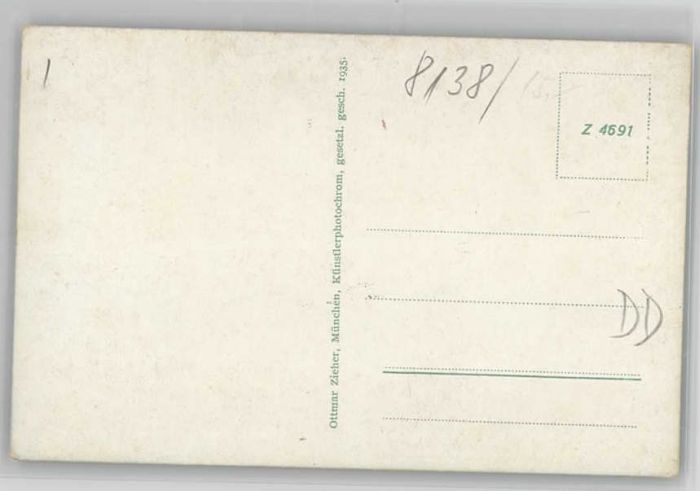 1
8138/
Z 4691
Ottmar Zieher, München, Künstlerphotochrom, gesetzl. gesch. 1935.
DD